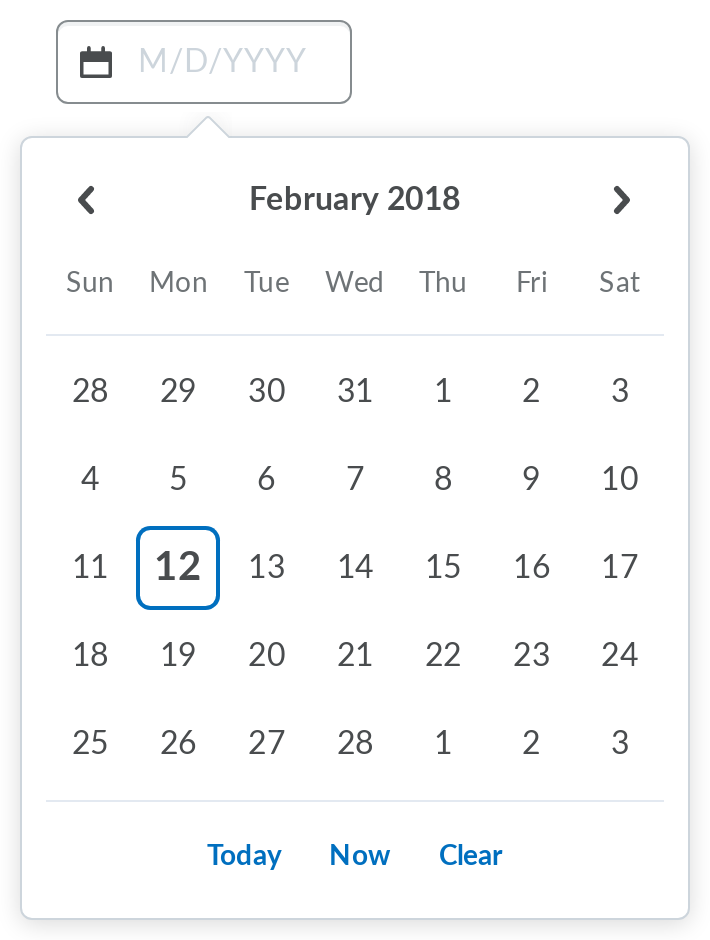 M/D/YYYY
February 2018
Sun Mon Tue Wed Thu Fri Sat
28 29 30 31 1 2 3
4 5 6 7 8 9 10
11 12 13 14 15 16 17
18 19 20 21 22 23 24
25 26 27 28 1 2 3
Today Now Clear